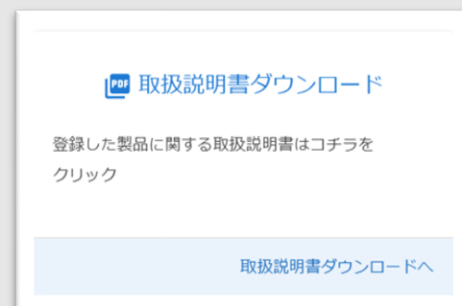 PDF 取扱説明書ダウンロード
登録した製品に関する取扱説明書はコチラを
クリック
取扱説明書ダウンロードへ